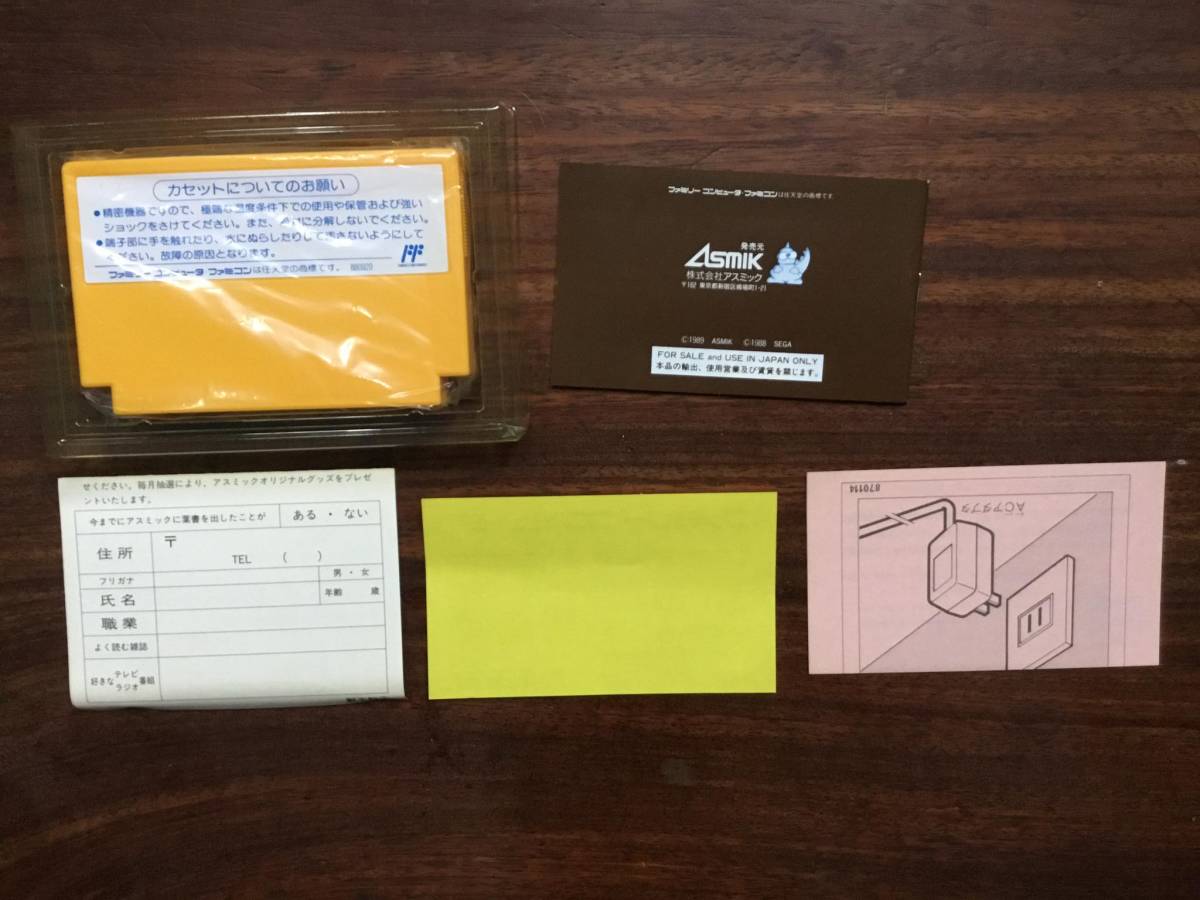 カセットについてのお願い
●精密機器ですので、極端な温度条件下での使用や保管および強い
ショックをさけてください。また、絶対に分解しないでください。
●端子部に手を触れたり、水にぬらしたりして汚さないようにして
ください。故障の原因となります。
ファミリー コンピュータ ファミコンは任天堂の商標です。
ファミリー コンピュータ・ファミコンは任天堂の商標です
発売元
ASMIK
株式会社アスミック
〒162 東京都新宿区
1-21
©1989 ASMIK ©1988 SEGA
FOR SALE and USE IN JAPAN ONLY
本品の輸出、使用営業及び賃貸を禁じます。
せください。毎月抽選により、アスミックオリジナルグッズをプレゼ
ントいたします。
今までにアスミックに葉書を出したことが ある・ない
住所 〒
TEL ( )
フリガナ 男・女
氏名 年齢 歳
職業
よく読む雑誌
好きなテレビラジオ番組
870114
ACアダプタ